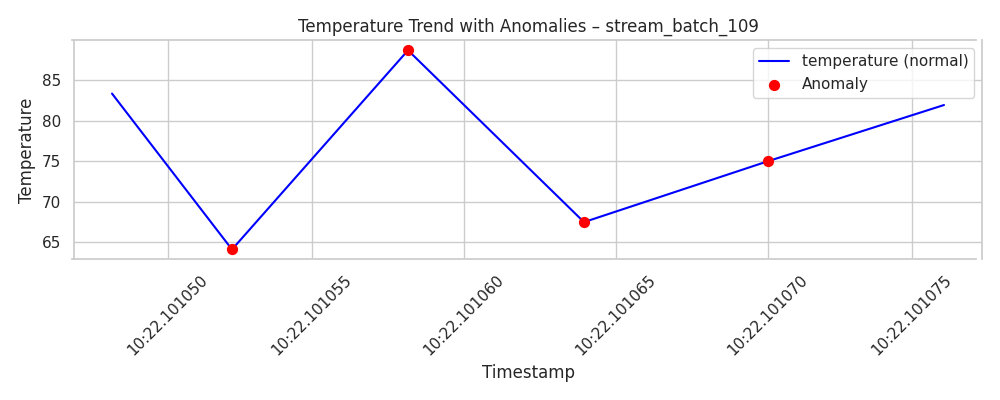 Temperature Trend with Anomalies – stream_batch_109
temperature (normal)
Anomaly
Temperature
85
80
75
70
65
10:22.101050
10:22.101055
10:22.101060
10:22.101065
10:22.101070
10:22.101075
Timestamp